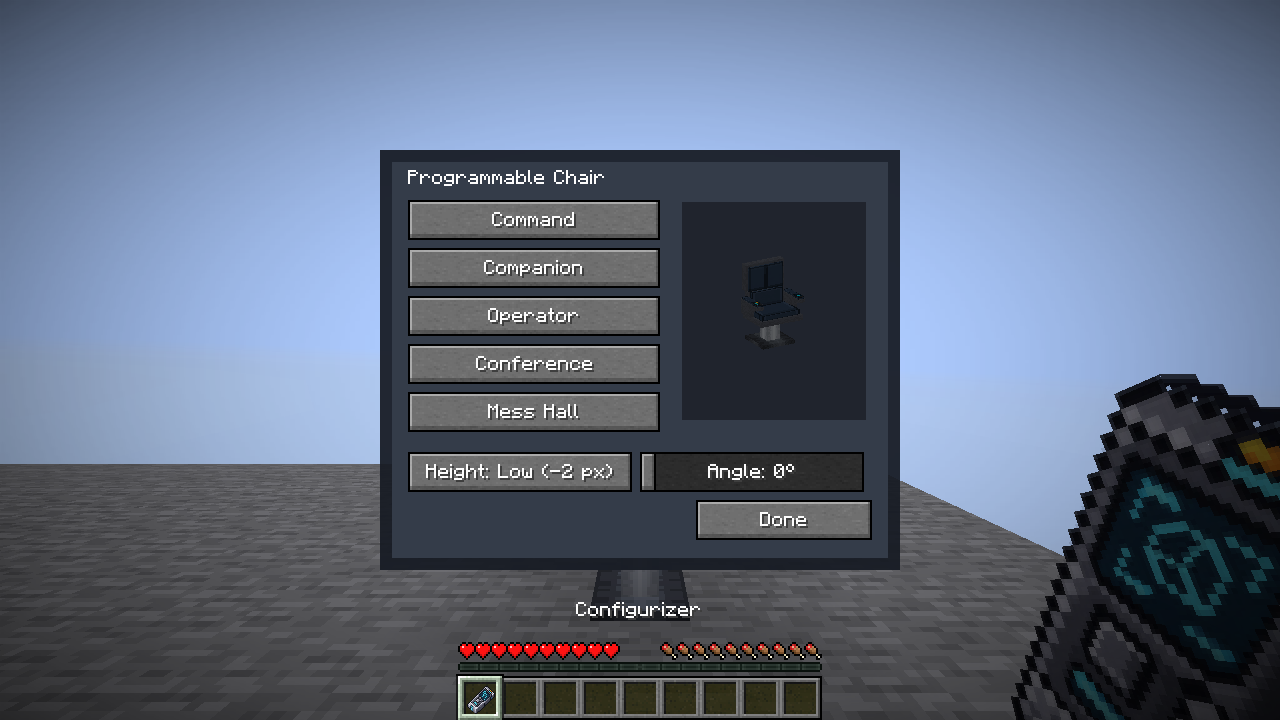 Programmable Chair
Command
Companion
Operator
Conference
Mess Hall
Height: Low (-2 px)
Angle: 0°
Done
Configurizer